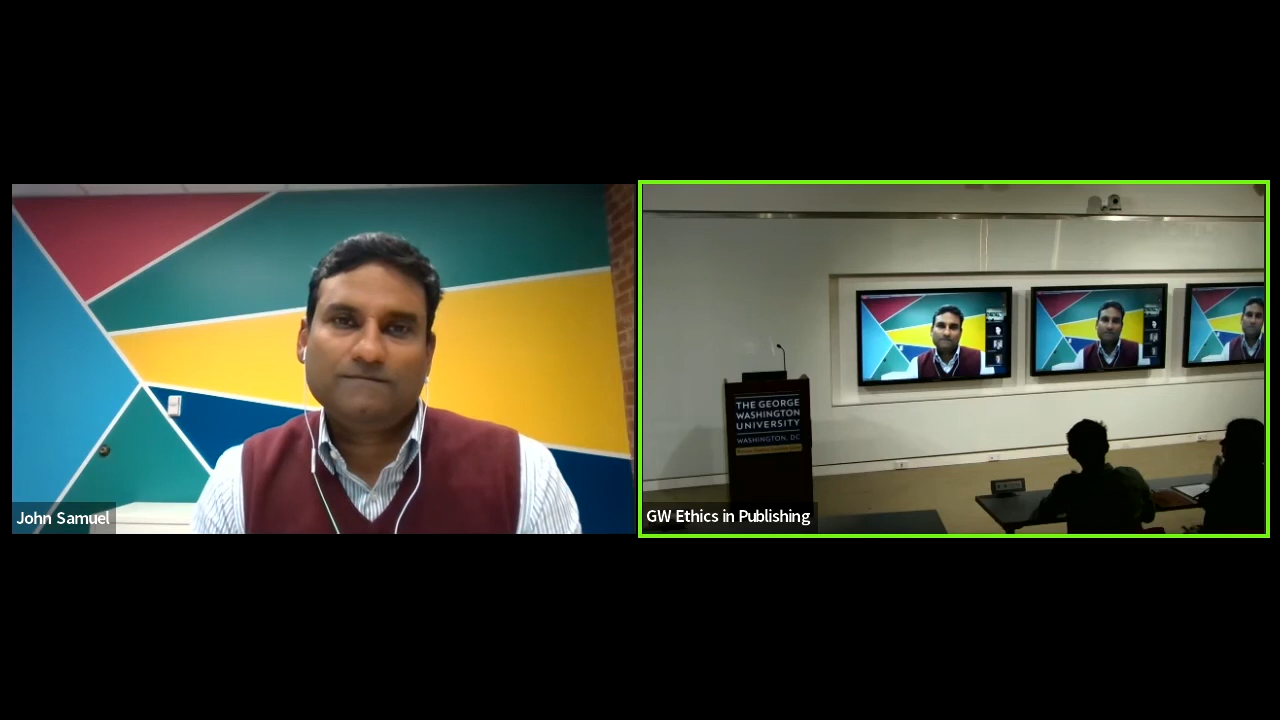 John Samuel
THE GEORGE
WASHINGTON
UNIVERSITY
WASHINGTON, DC
GW Ethics in Publishing